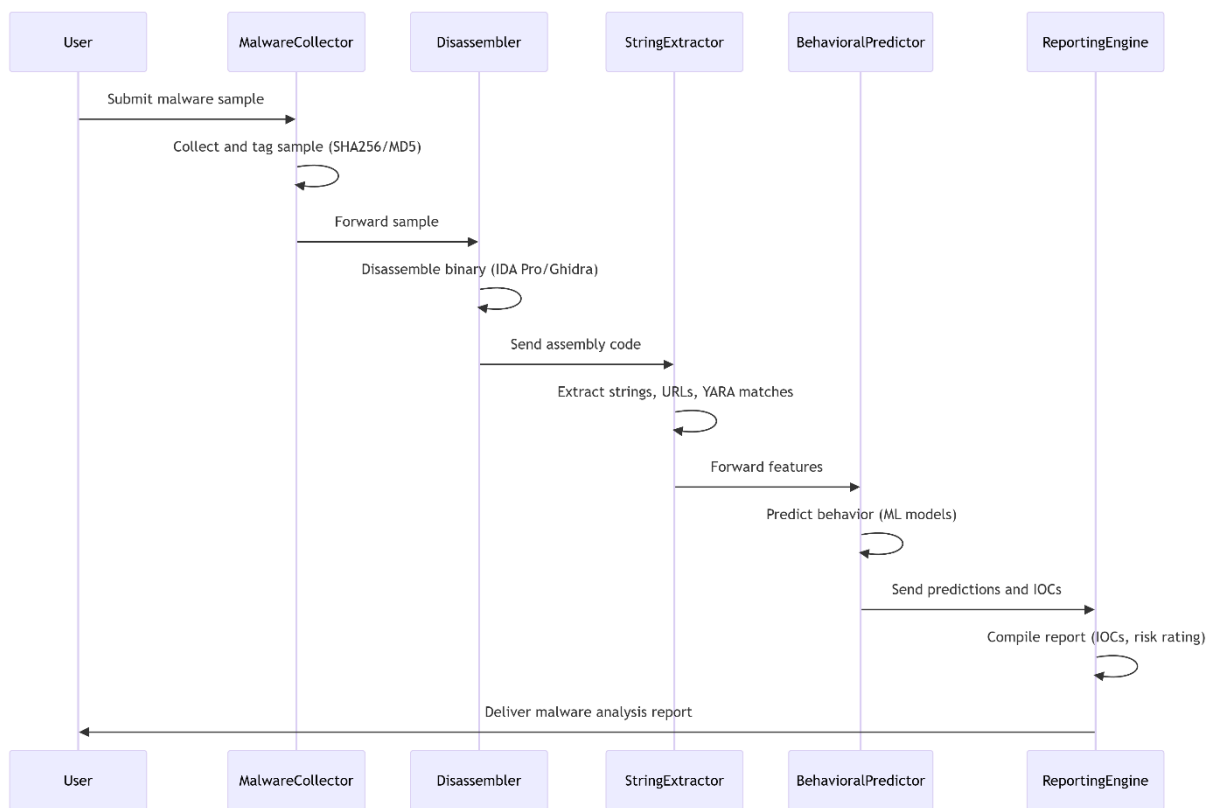 User MalwareCollector Disassembler StringExtractor BehavioralPredictor ReportingEngine
Submit malware sample
Collect and tag sample (SHA256/MD5)
Forward sample
Disassemble binary (IDA Pro/Ghidra)
Send assembly code
Extract strings, URLs, YARA matches
Forward features
Predict behavior (ML models)
Send predictions and IOCs
Compile report (IOCs, risk rating)
Deliver malware analysis report
User MalwareCollector Disassembler StringExtractor BehavioralPredictor ReportingEngine